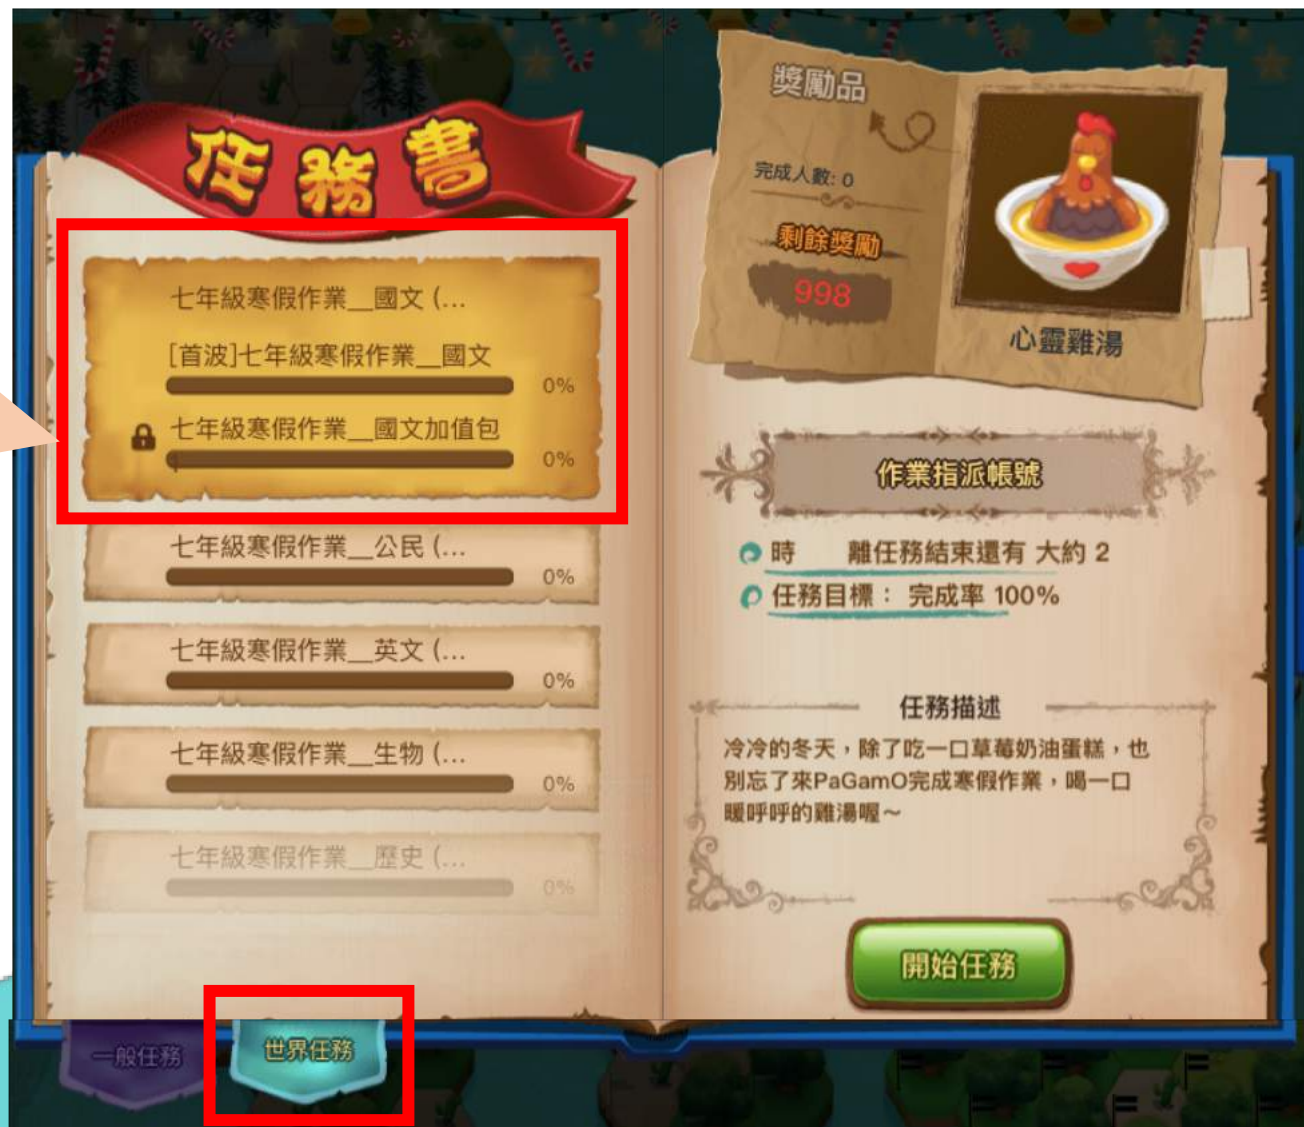 任務書
七年級寒假作業__國文 (...
[首波]七年級寒假作業__國文
0%
七年級寒假作業__國文加值包
0%
七年級寒假作業__公民 (...
0%
七年級寒假作業__英文 (...
0%
七年級寒假作業__生物 (...
0%
七年級寒假作業__歷史 (...
0%
一般任務
世界任務
獎勵品
完成人數: 0
剩餘獎勵
998
心靈雞湯
作業指派帳號
時 離任務結束還有 大約 2
任務目標： 完成率 100%
任務描述
冷冷的冬天，除了吃一口草莓奶油蛋糕，也
別忘了來PaGamO完成寒假作業，喝一口
暖呼呼的雞湯喔～
開始任務